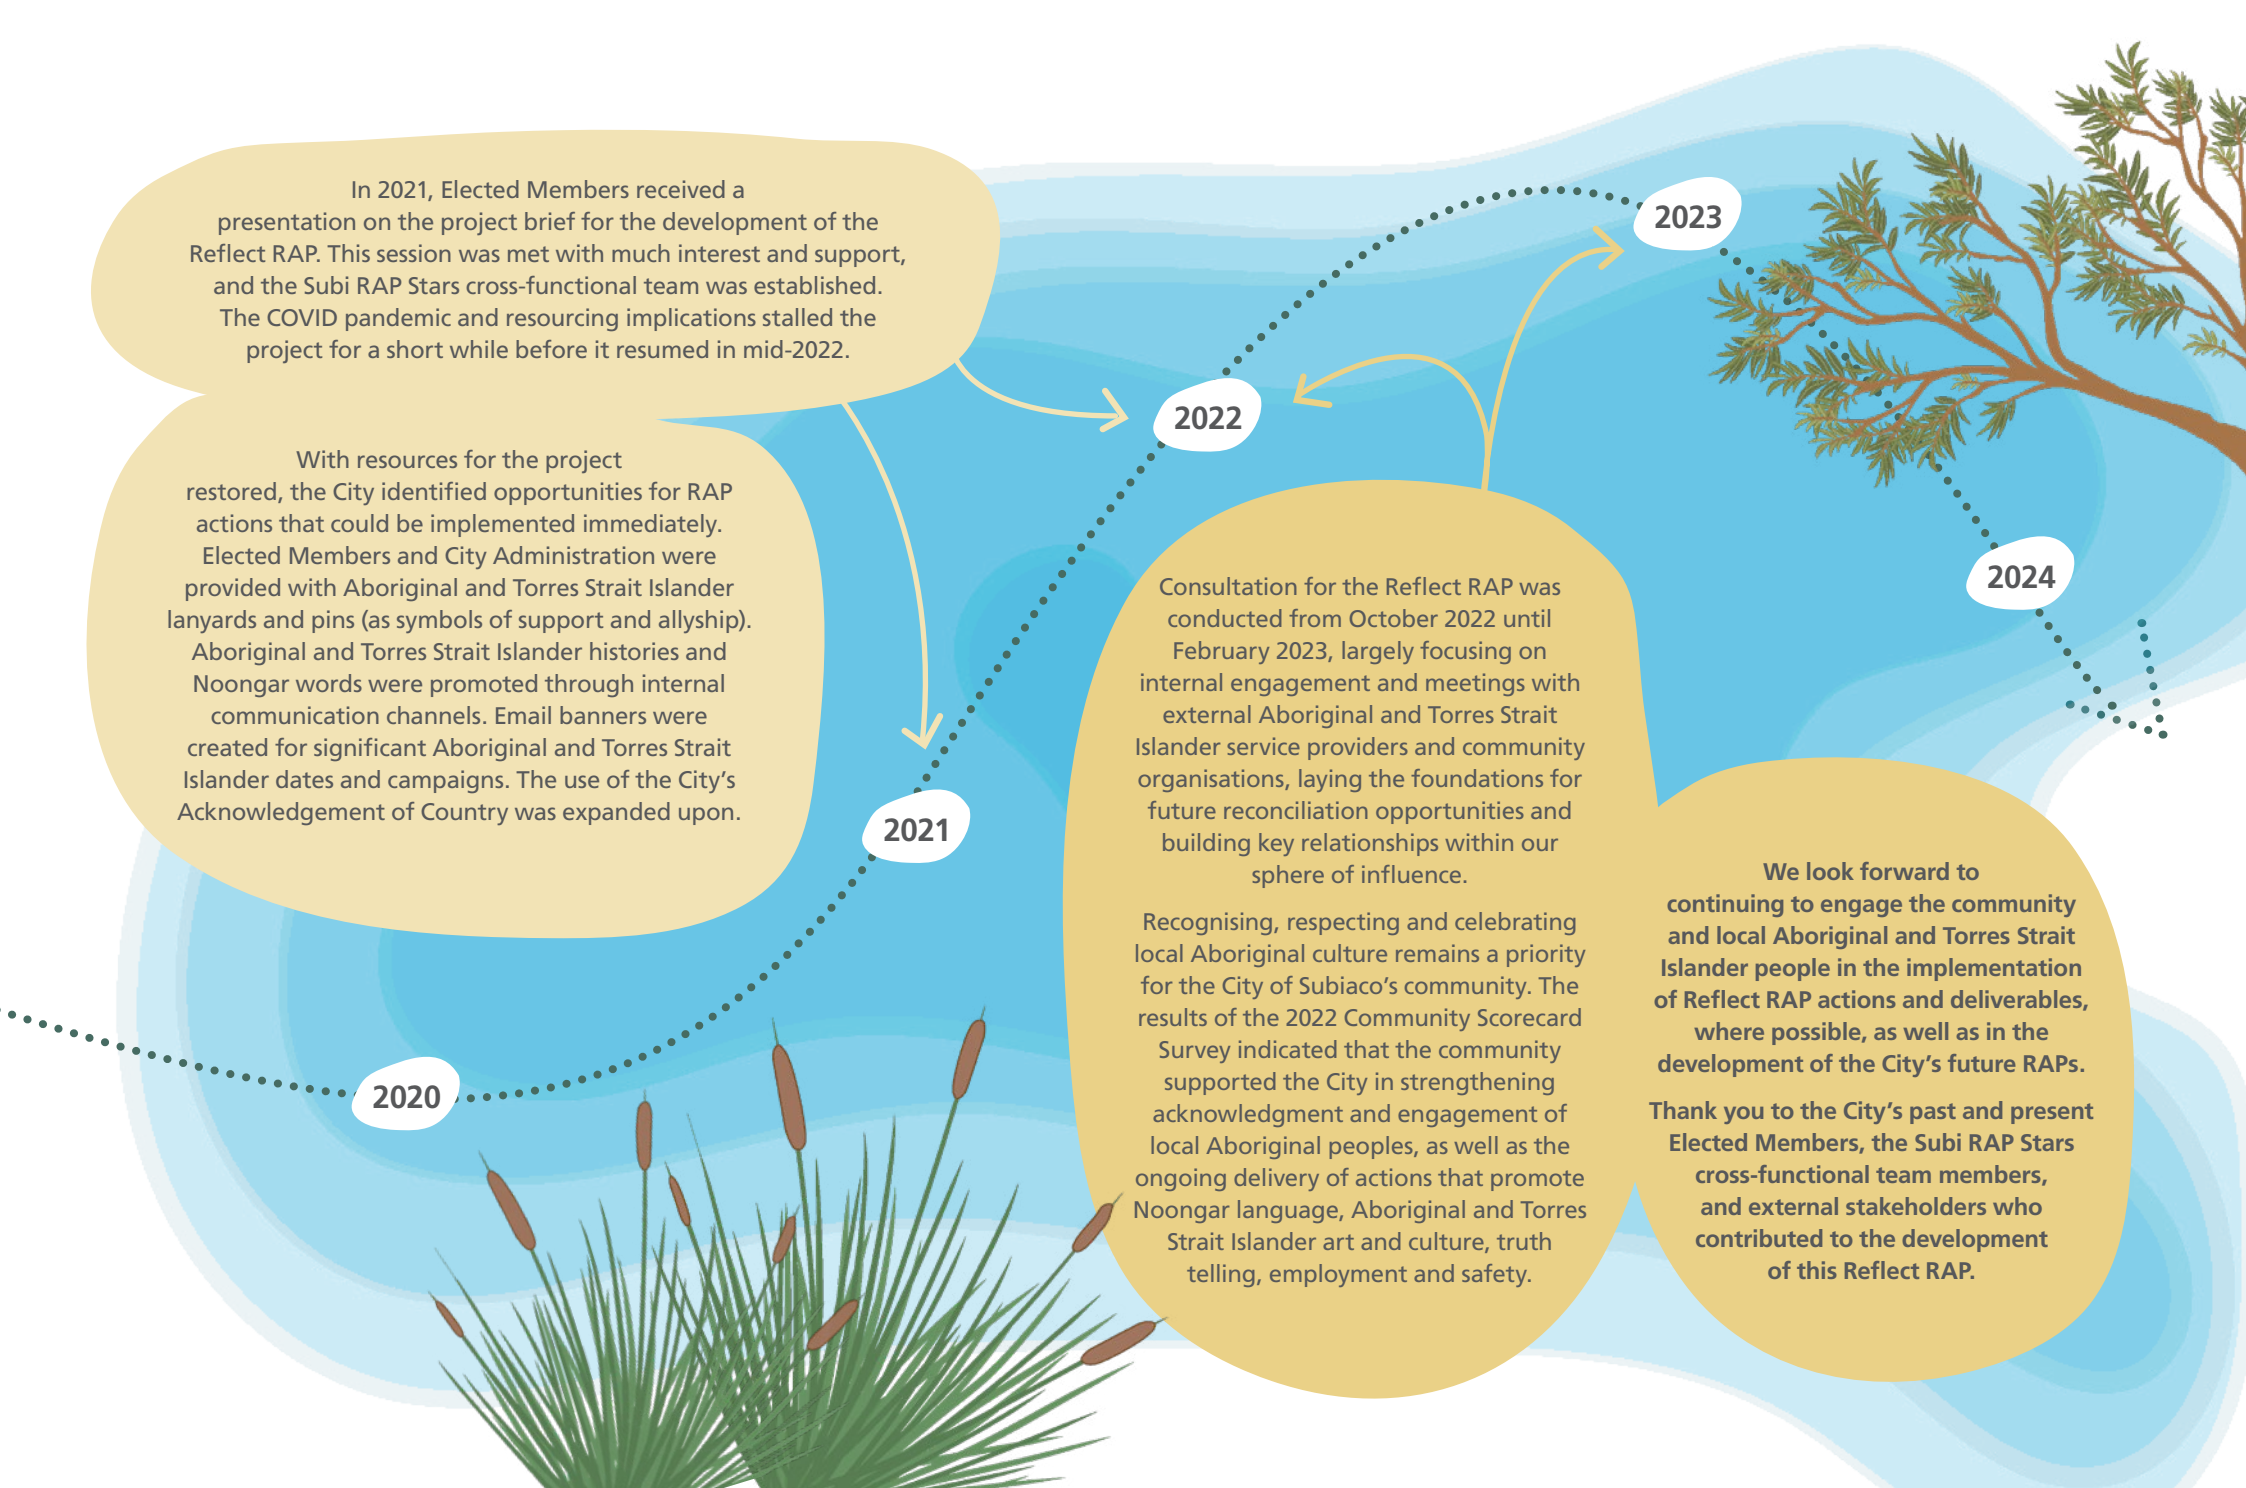 In 2021, Elected Members received a
presentation on the project brief for the development of the
Reflect RAP. This session was met with much interest and support,
and the Subi RAP Stars cross-functional team was established.
The COVID pandemic and resourcing implications stalled the
project for a short while before it resumed in mid-2022.
With resources for the project
restored, the City identified opportunities for RAP
actions that could be implemented immediately.
Elected Members and City Administration were
provided with Aboriginal and Torres Strait Islander
lanyards and pins (as symbols of support and allyship).
Aboriginal and Torres Strait Islander histories and
Noongar words were promoted through internal
communication channels. Email banners were
created for significant Aboriginal and Torres Strait
Islander dates and campaigns. The use of the City’s
Acknowledgement of Country was expanded upon.
2020
2021
2022
2023
2024
Consultation for the Reflect RAP was
conducted from October 2022 until
February 2023, largely focusing on
internal engagement and meetings with
external Aboriginal and Torres Strait
Islander service providers and community
organisations, laying the foundations for
future reconciliation opportunities and
building key relationships within our
sphere of influence.
Recognising, respecting and celebrating
local Aboriginal culture remains a priority
for the City of Subiaco’s community. The
results of the 2022 Community Scorecard
Survey indicated that the community
supported the City in strengthening
acknowledgment and engagement of
local Aboriginal peoples, as well as the
ongoing delivery of actions that promote
Noongar language, Aboriginal and Torres
Strait Islander art and culture, truth
telling, employment and safety.
We look forward to
continuing to engage the community
and local Aboriginal and Torres Strait
Islander people in the implementation
of Reflect RAP actions and deliverables,
where possible, as well as in the
development of the City’s future RAPs.
Thank you to the City’s past and present
Elected Members, the Subi RAP Stars
cross-functional team members,
and external stakeholders who
contributed to the development
of this Reflect RAP.